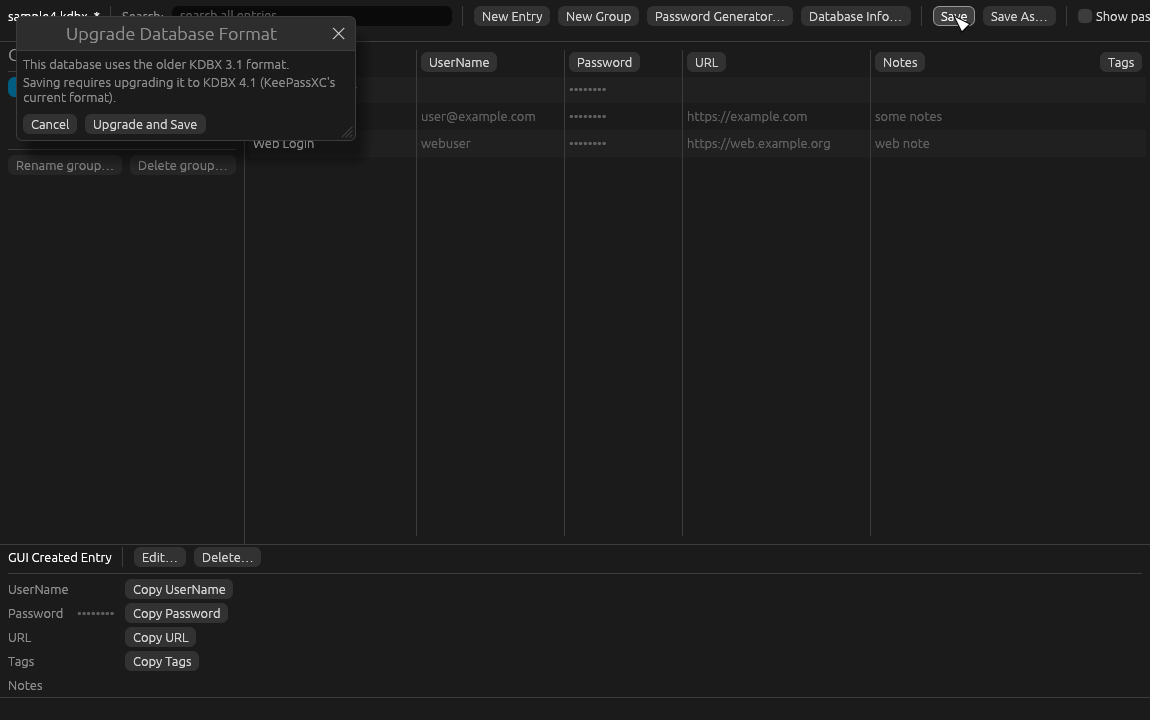 sample4.kdbx *
Search:
search all entries
New Entry
New Group
Password Generator...
Database Info...
Save
Save As...
Show pas
Upgrade Database Format
This database uses the older KDBX 3.1 format.
Saving requires upgrading it to KDBX 4.1 (KeePassXC's
current format).
Cancel
Upgrade and Save
UserName
Password
URL
Notes
Tags
••••••••
user@example.com
••••••••
https://example.com
some notes
Web Login
webuser
••••••••
https://web.example.org
web note
Rename group...
Delete group...
GUI Created Entry
Edit...
Delete...
UserName
Copy UserName
Password
••••••••
Copy Password
URL
Copy URL
Tags
Copy Tags
Notes